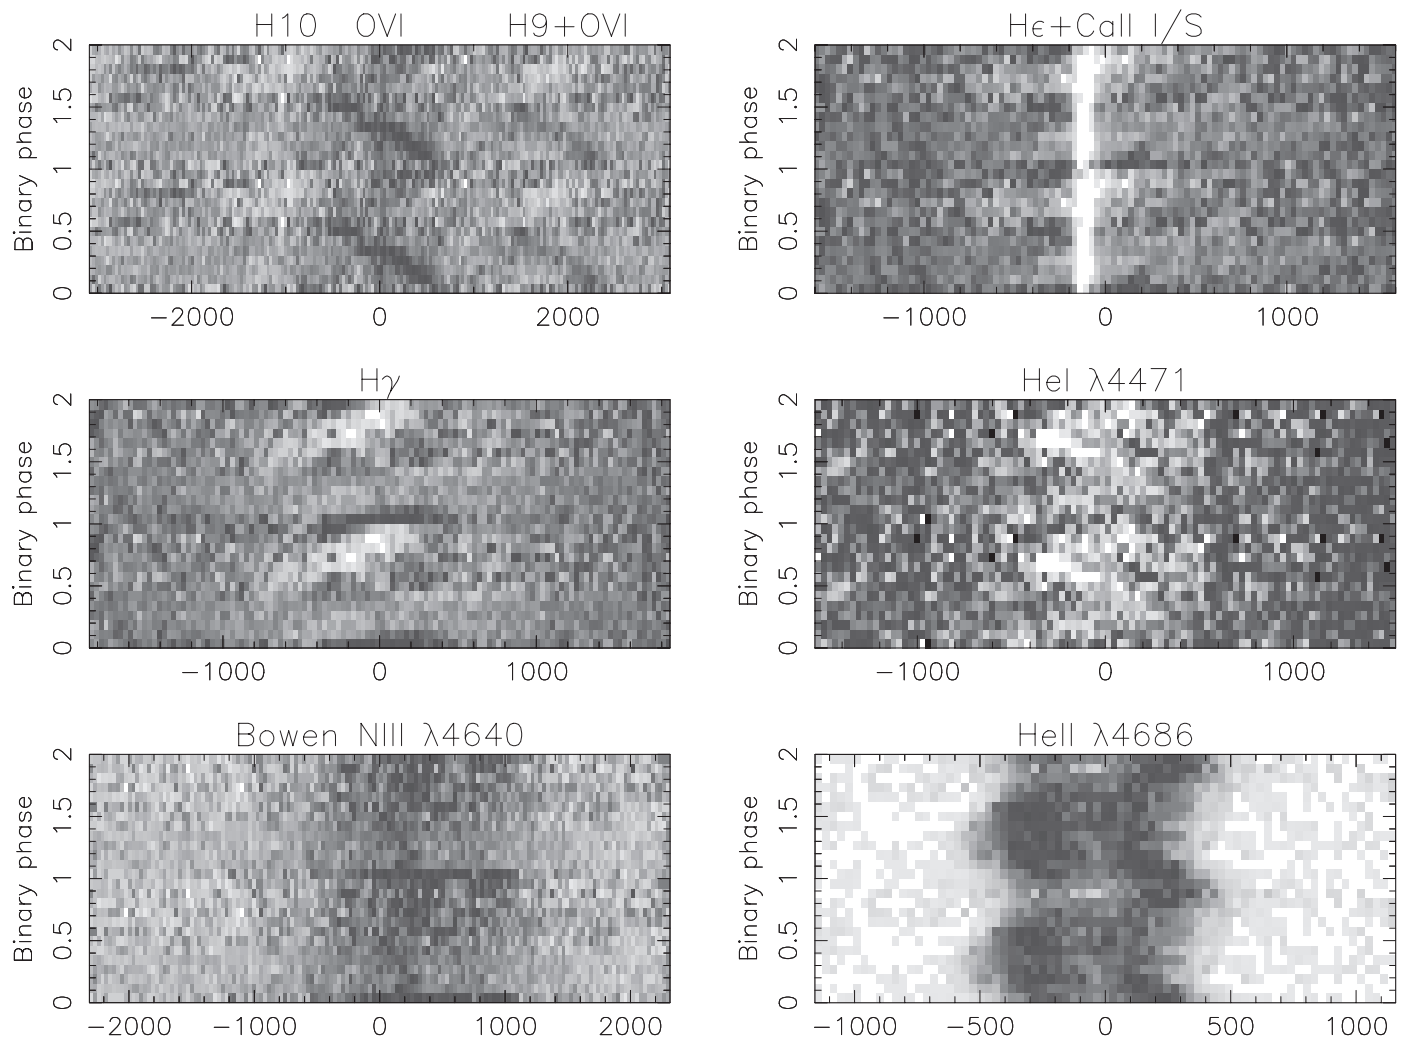 H10 OVI H9+OVI
Hϵ+CaII I/S
Binary phase
0 0.5 1 1.5 2
−2000 0 2000
Binary phase
0 0.5 1 1.5 2
−1000 0 1000
Hγ
HeI λ4471
Binary phase
0 0.5 1 1.5 2
−1000 0 1000
Binary phase
0 0.5 1 1.5 2
−1000 0 1000
Bowen NIII λ4640
HeII λ4686
Binary phase
0 0.5 1 1.5 2
−2000 −1000 0 1000 2000
Binary phase
0 0.5 1 1.5 2
−1000 −500 0 500 1000